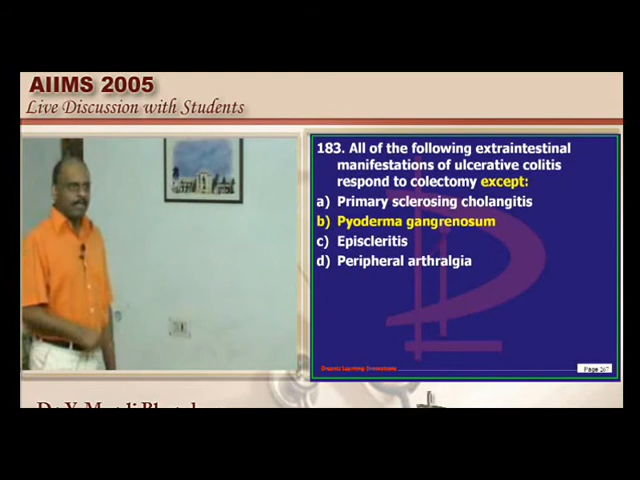 AIIMS 2005
Live Discussion with Students
183. All of the following extraintestinal
manifestations of ulcerative colitis
respond to colectomy except:
a) Primary sclerosing cholangitis
b) Pyoderma gangrenosum
c) Episcleritis
d) Peripheral arthralgia
Page